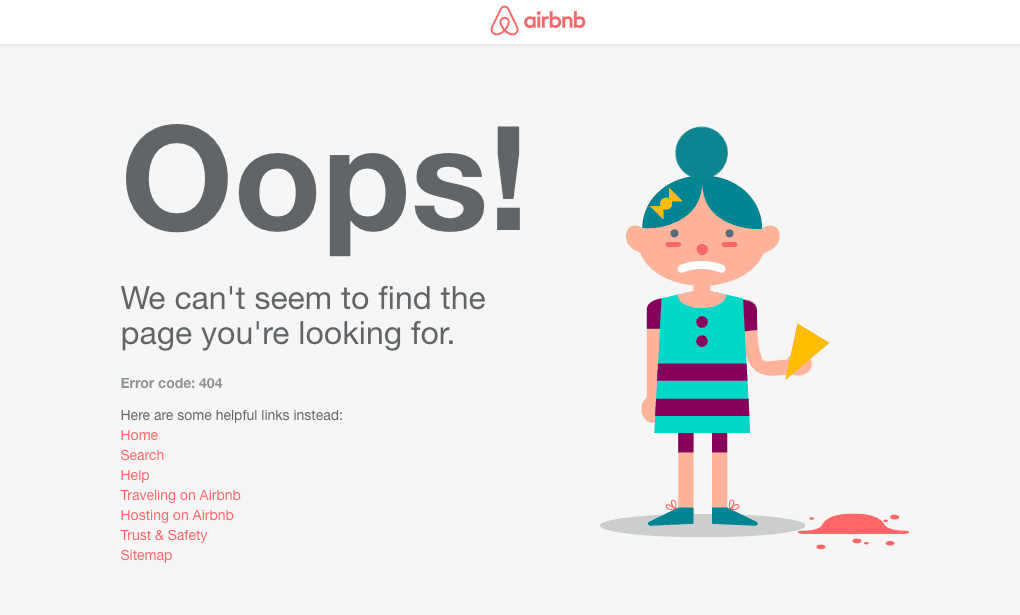 airbnb
Oops!
We can't seem to find the
page you're looking for.
Error code: 404
Here are some helpful links instead:
Home
Search
Help
Traveling on Airbnb
Hosting on Airbnb
Trust & Safety
Sitemap